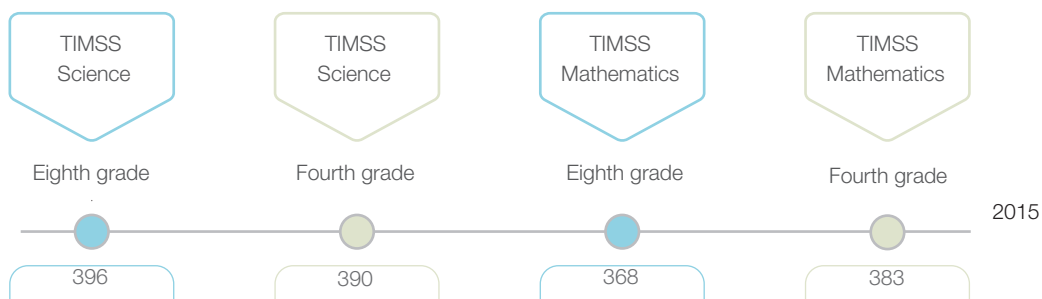 TIMSS
Science
TIMSS
Science
TIMSS
Mathematics
TIMSS
Mathematics
Eighth grade
Fourth grade
Eighth grade
Fourth grade
2015
396
390
368
383